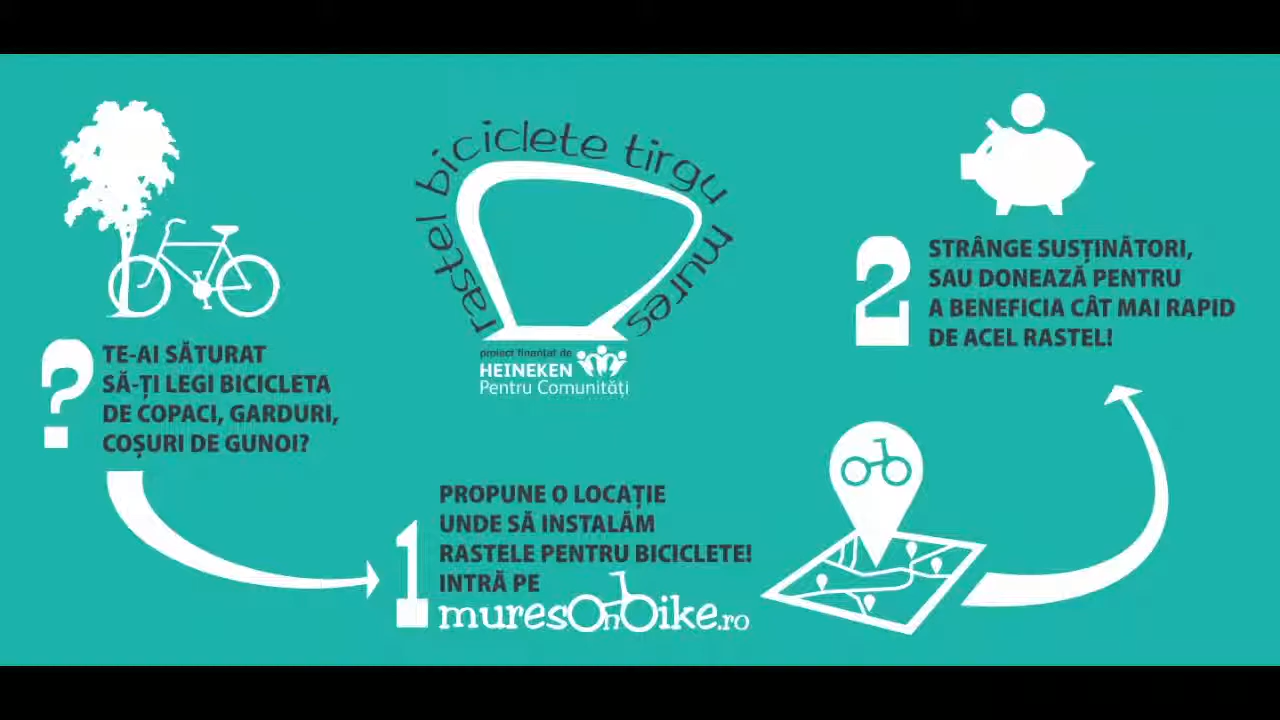 rastel biciclete tirgu mures
proiect finantat de
HEINEKEN
Pentru Comunități
?
TE-AI SĂTURAT
SĂ-ȚI LEGI BICICLETA
DE COPACI, GARDURI,
COȘURI DE GUNOI?
1
PROPUNE O LOCAȚIE
UNDE SĂ INSTALĂM
RASTELE PENTRU BICICLETE!
INTRĂ PE
muresOnbike.ro
2
STRÂNGE SUSȚINĂTORI,
SAU DONEAZĂ PENTRU
A BENEFICIA CÂT MAI RAPID
DE ACEL RASTEL!